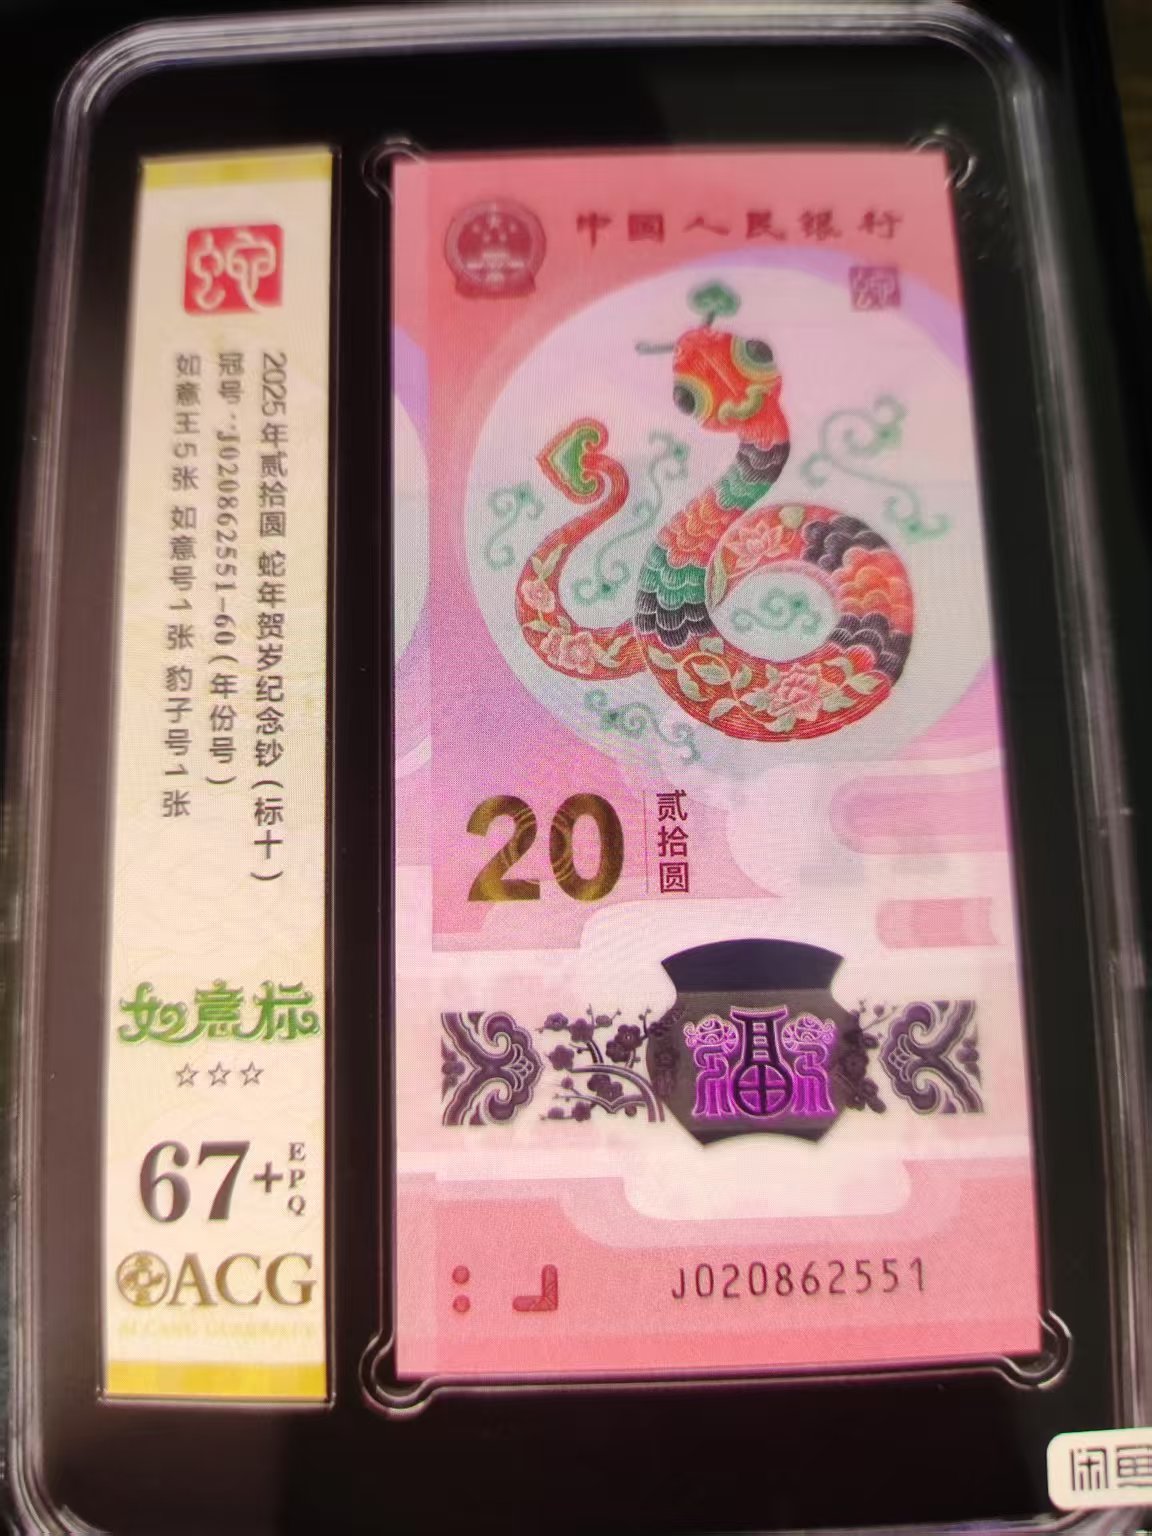 蛇
2025年贰拾圆 蛇年贺岁纪念钞(标十)
冠号:J020862551-60(年份号)
如意王5张 如意号1张 豹子号1张
如意标
☆☆☆
67+EPQ
ACG
中國人民银行
蛇
20
贰拾圆
福
J020862551
闲鱼